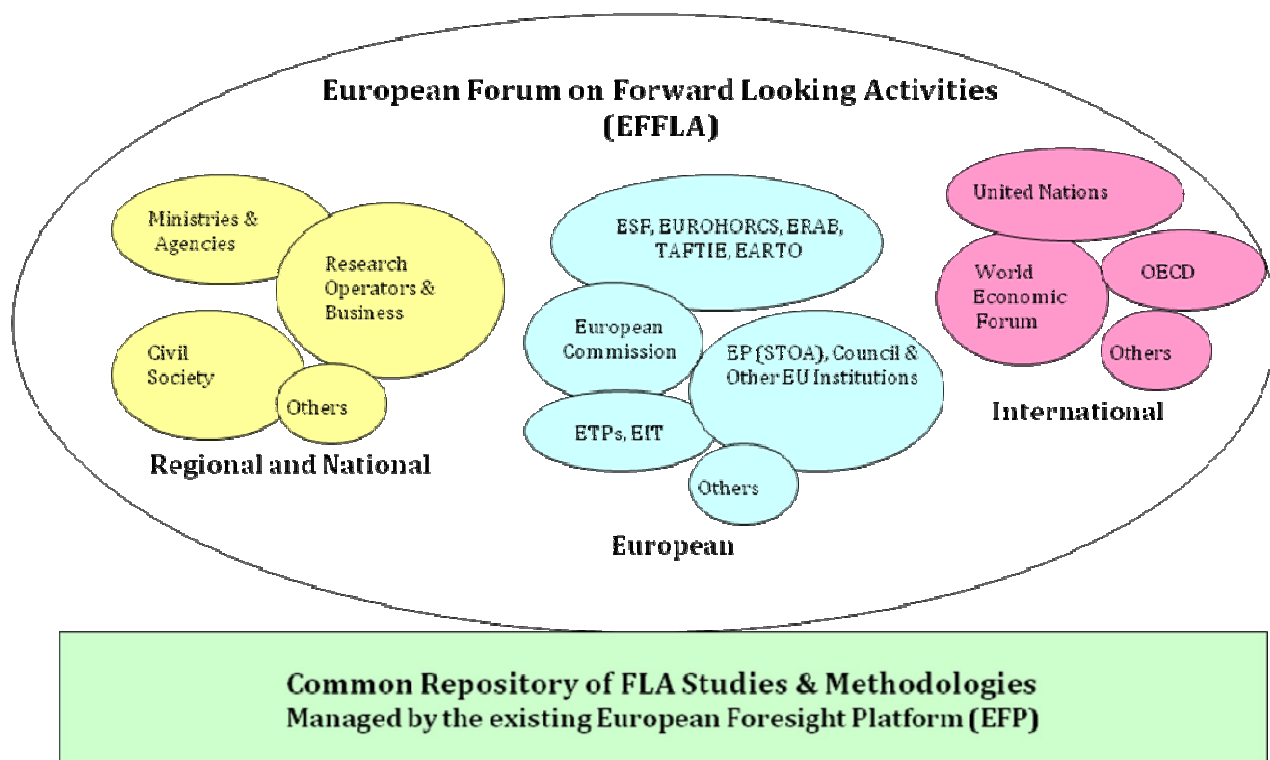 European Forum on Forward Looking Activities
(EFFLA)
Ministries &
Agencies
Research
Operators &
Business
Civil
Society
Others
Regional and National
ESF, EUROHORCS, ERAB,
TAFTIE, EARTO
European
Commission
EP (STOA), Council &
Other EU Institutions
ETPs, EIT
Others
European
United Nations
World
Economic
Forum
OECD
Others
International
Common Repository of FLA Studies & Methodologies
Managed by the existing European Foresight Platform (EFP)